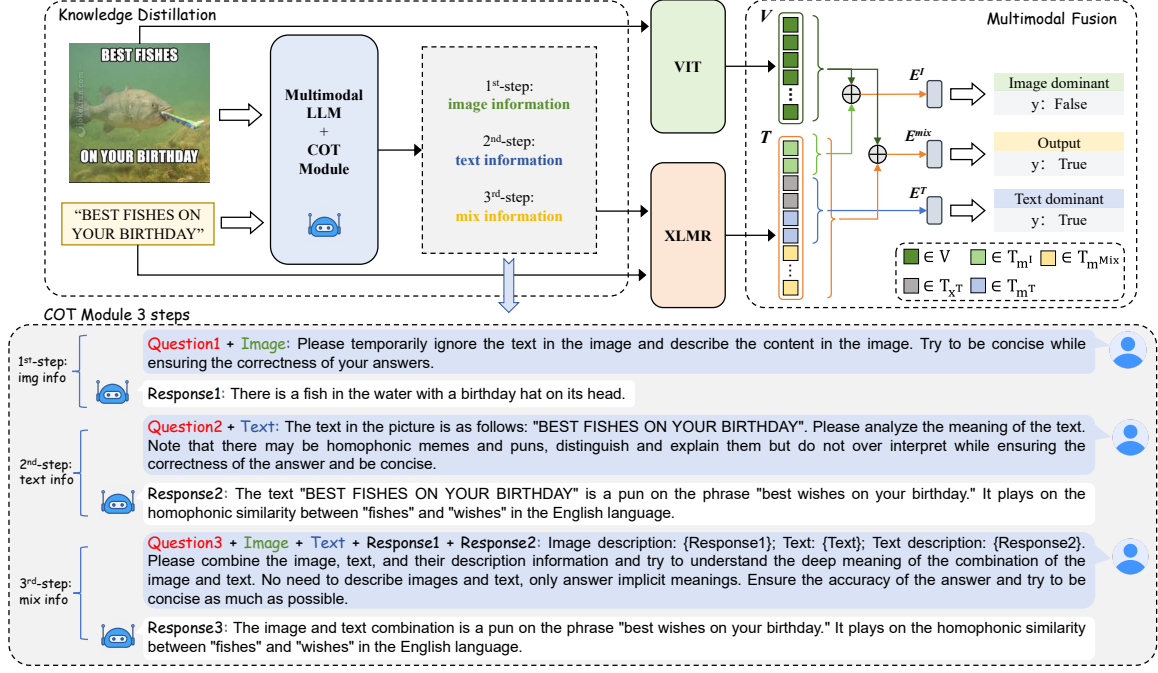 Knowledge Distillation
BEST FISHES
ON YOUR BIRTHDAY
“BEST FISHES ON
YOUR BIRTHDAY”
Multimodal
LLM
+
COT
Module
1st-step:
image information
2nd-step:
text information
3rd-step:
mix information
VIT
XLMR
Multimodal Fusion
V
T
E^I
E^mix
E^T
Image dominant
y: False
Output
y: True
Text dominant
y: True
∈ V ∈ T_m^I ∈ T_m^Mix
∈ T_x^T ∈ T_m^T
COT Module 3 steps
1st-step:
img info
Question1 + Image: Please temporarily ignore the text in the image and describe the content in the image. Try to be concise while
ensuring the correctness of your answers.
Response1: There is a fish in the water with a birthday hat on its head.
2nd-step:
text info
Question2 + Text: The text in the picture is as follows: "BEST FISHES ON YOUR BIRTHDAY". Please analyze the meaning of the text.
Note that there may be homophonic memes and puns, distinguish and explain them but do not over interpret while ensuring the
correctness of the answer and be concise.
Response2: The text "BEST FISHES ON YOUR BIRTHDAY" is a pun on the phrase "best wishes on your birthday." It plays on the
homophonic similarity between "fishes" and "wishes" in the English language.
3rd-step:
mix info
Question3 + Image + Text + Response1 + Response2: Image description: {Response1}; Text: {Text}; Text description: {Response2}.
Please combine the image, text, and their description information and try to understand the deep meaning of the combination of the
image and text. No need to describe images and text, only answer implicit meanings. Ensure the accuracy of the answer and try to be
concise as much as possible.
Response3: The image and text combination is a pun on the phrase "best wishes on your birthday." It plays on the homophonic similarity
between "fishes" and "wishes" in the English language.